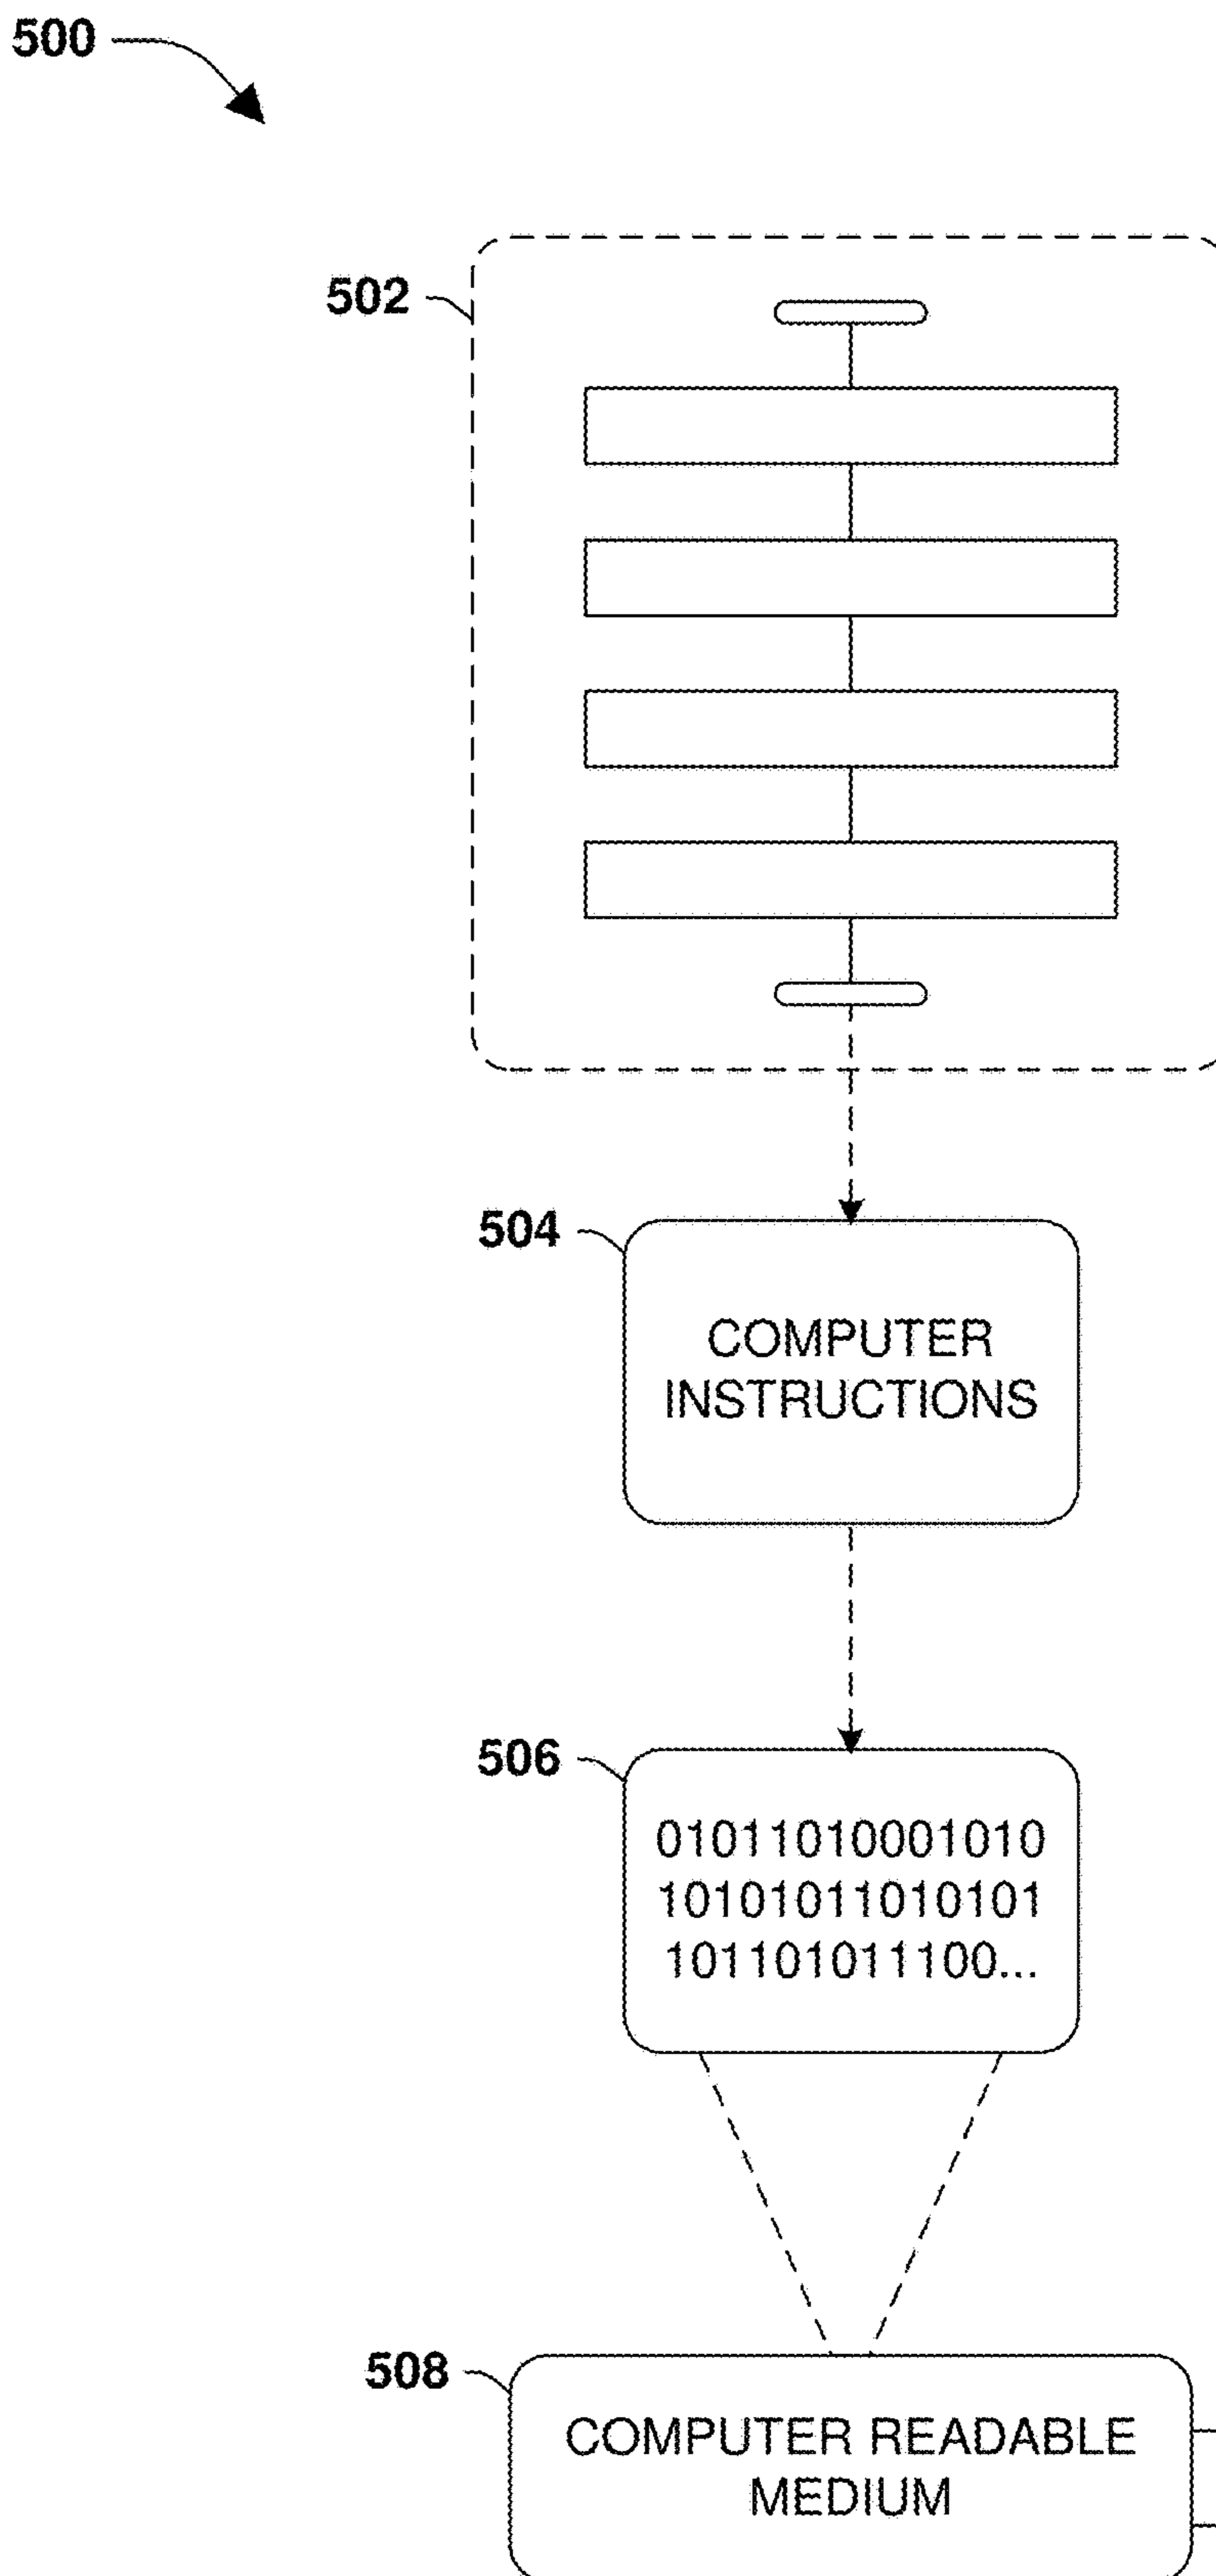 500
502
504
COMPUTER
INSTRUCTIONS
506
01011010001010
10101011010101
101101011100...
508
COMPUTER READABLE
MEDIUM